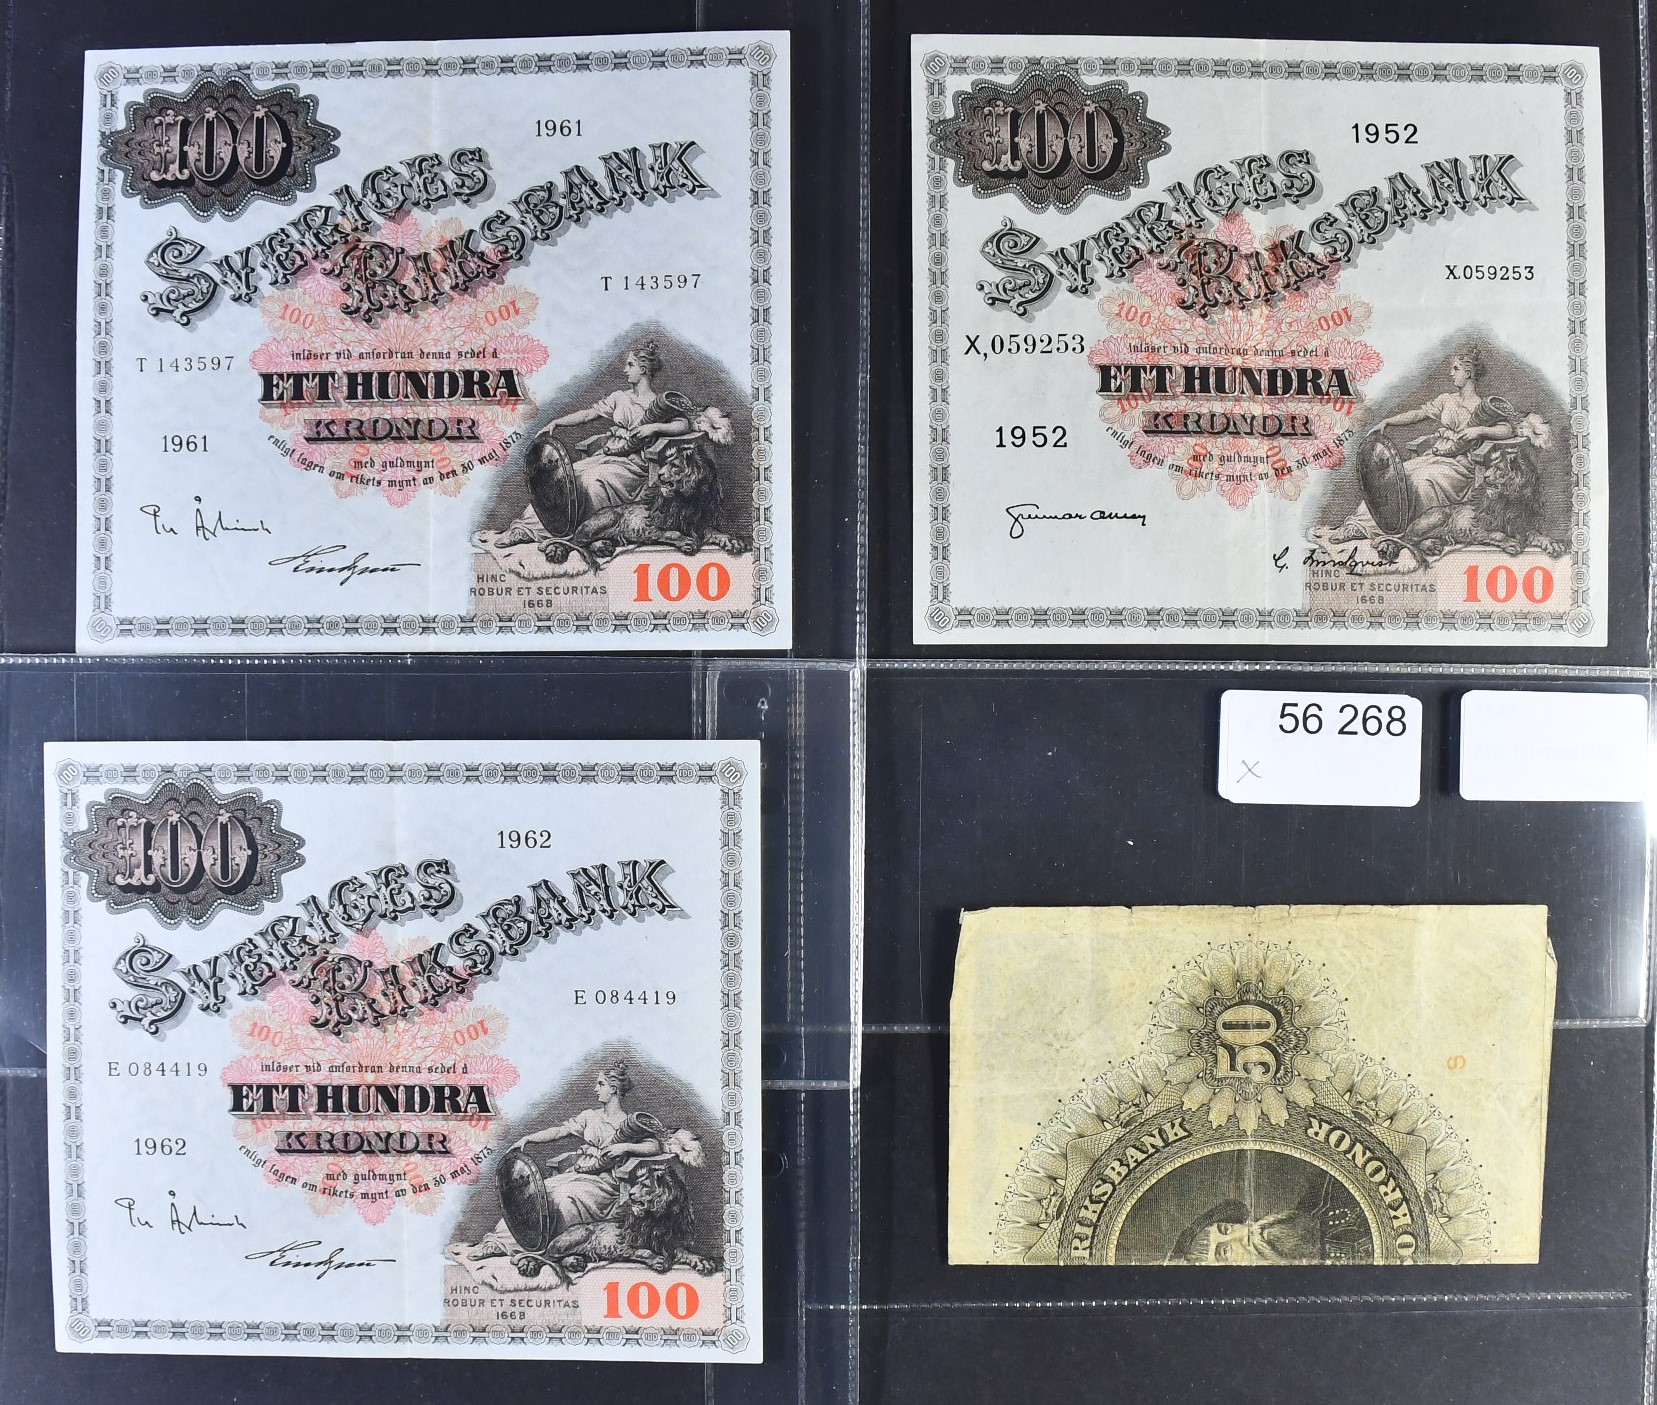 100
1961
SVERIGES
RIKSBANK
T 143597
100 100
inlöser vid anfordran denna sedel å
T 143597
ETT HUNDRA
KRONOR
1961
med guldmynt
enligt lagen om rikets mynt av den 30 maj 1873.
HINC
ROBUR ET SECURITAS
1668
100
100
1952
SVERIGES
RIKSBANK
X.059253
100 100
X,059253
inlöser vid anfordran denna sedel å
ETT HUNDRA
KRONOR
1952
med guldmynt
enligt lagen om rikets mynt av den 30 maj 1873.
HINC
ROBUR ET SECURITAS
1668
100
100
1962
SVERIGES
RIKSBANK
E 084419
100 100
E 084419
inlöser vid anfordran denna sedel å
ETT HUNDRA
KRONOR
1962
med guldmynt
enligt lagen om rikets mynt av den 30 maj 1873.
HINC
ROBUR ET SECURITAS
1668
100
56 268
x
50
S
RIKSBANK
KRONOR